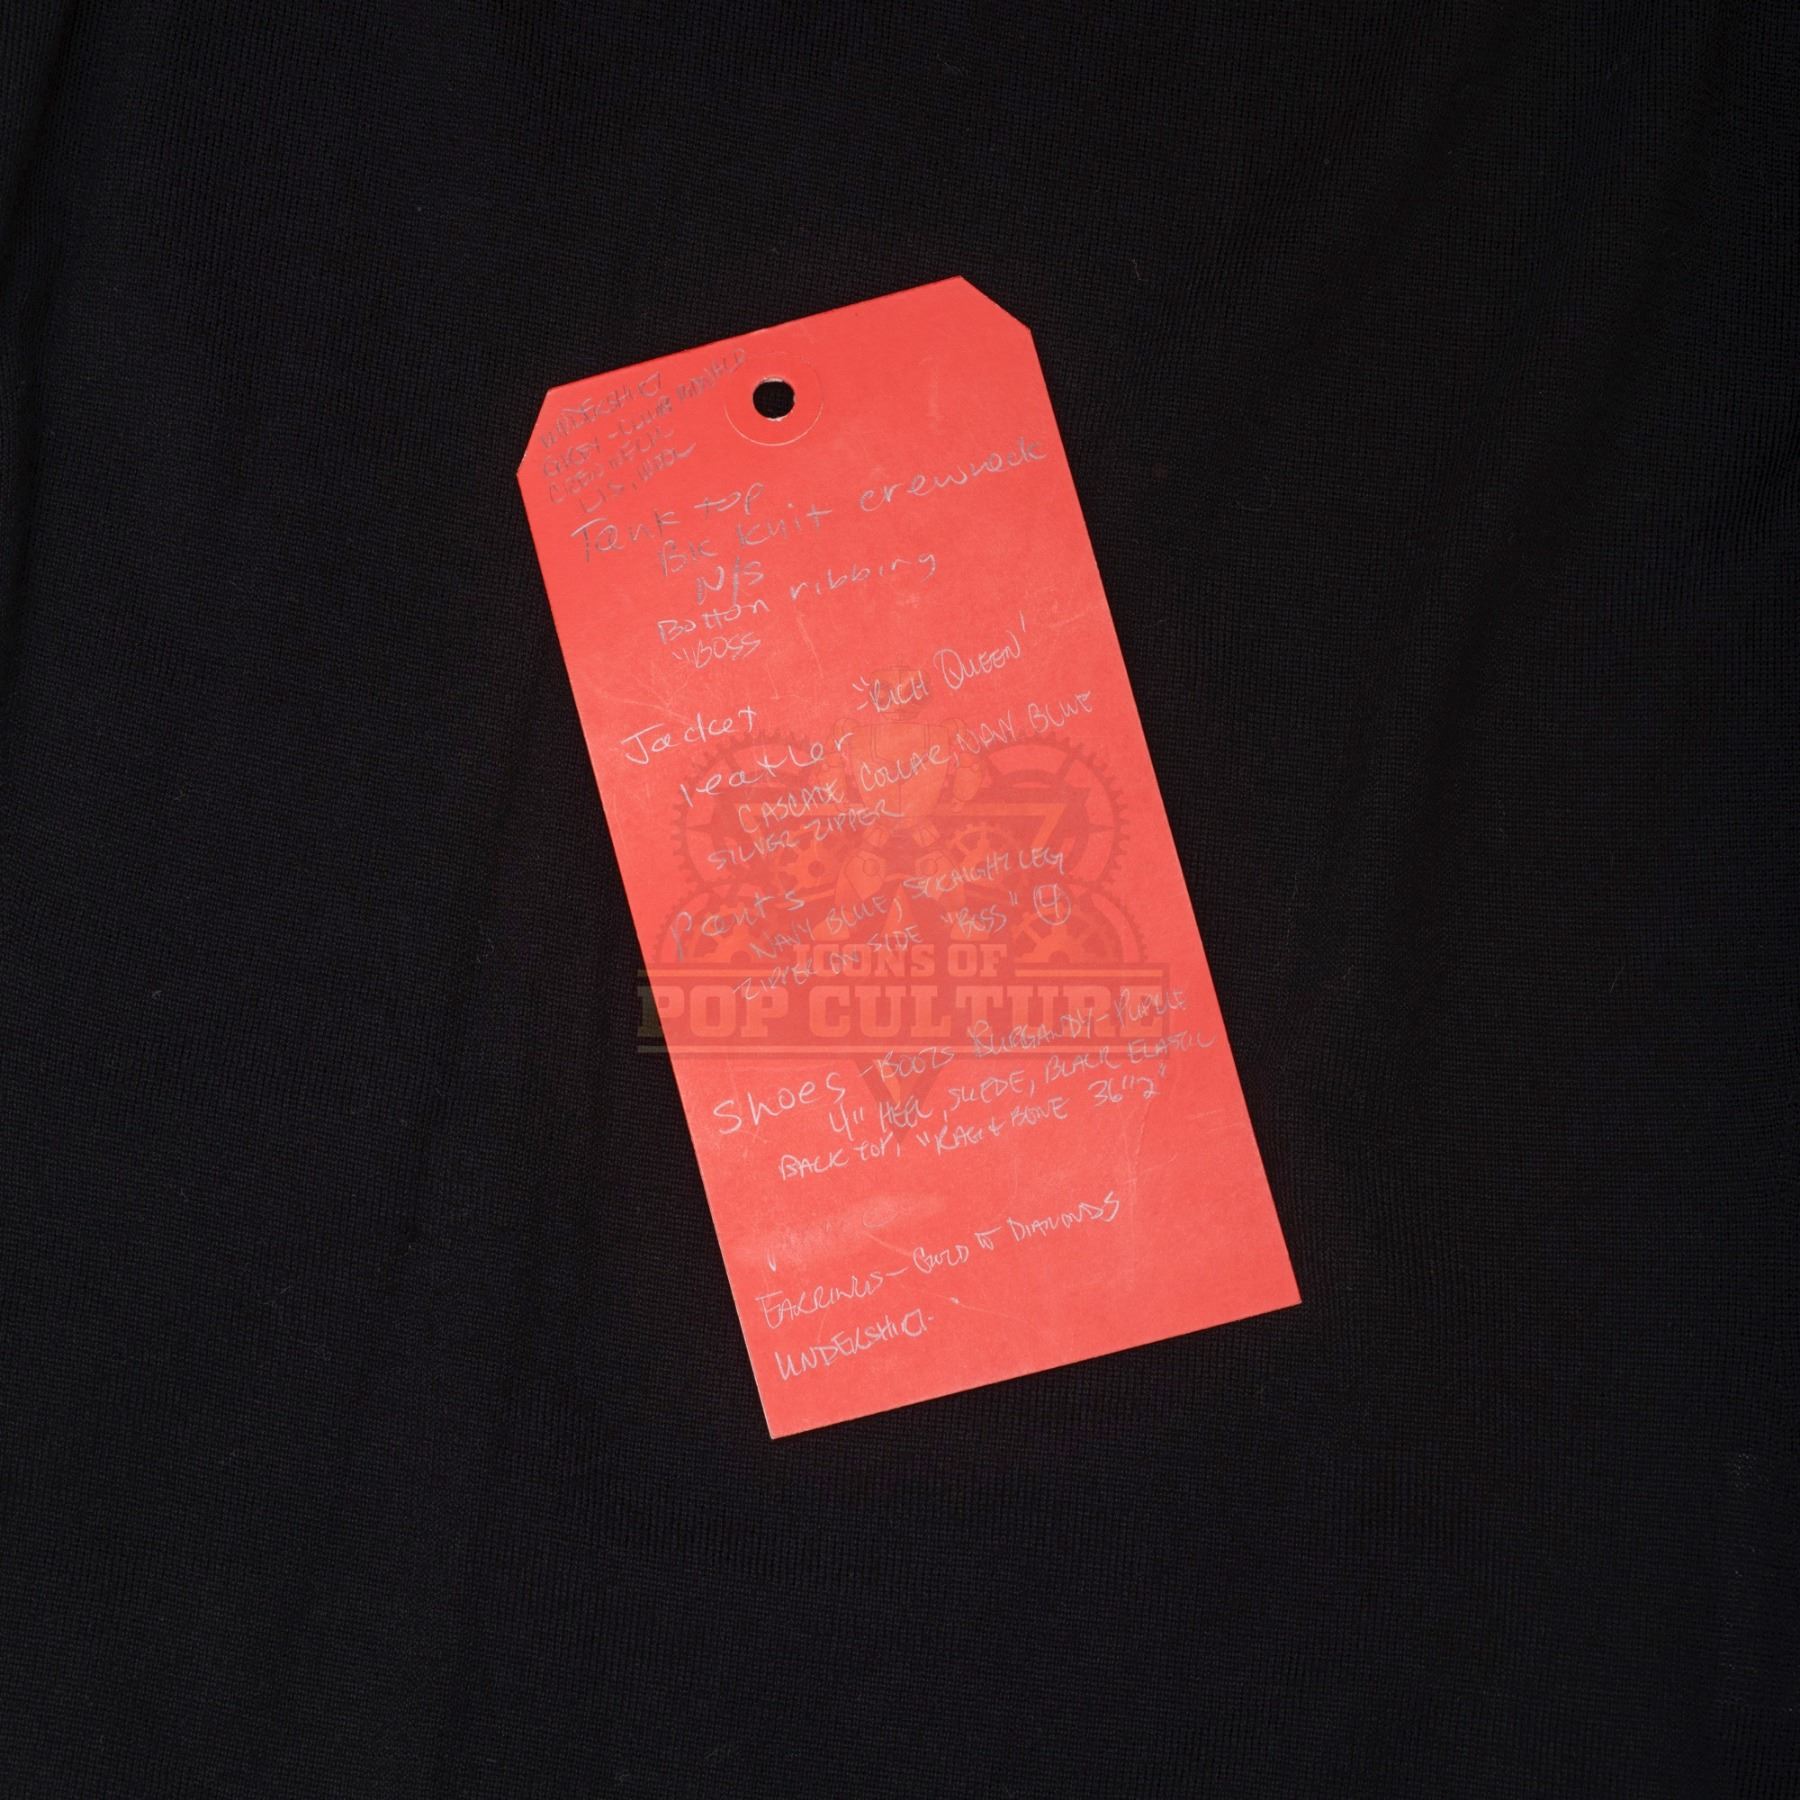 UNDERSHIRT
Tank top
Bk knit crewneck
N/S
Bottom ribbing
"BOSS
Jacket "RICH QUEEN'
leather
CASCADE COLLAR, NAVY BLUE
SILVER ZIPPER
Pants
NAVY BLUE, STRAIGHT LEG
ZIPPER ON SIDE "BOSS" 4
Shoes - BOOTS BURGANDY-PURPLE
4" HEEL, SUEDE, BLACK ELASTIC
BACK TOP, "RAG & BONE 36 1/2"
EARRINGS - GOLD W DIAMONDS
UNDERSHIRT-
ICONS OF
POP CULTURE